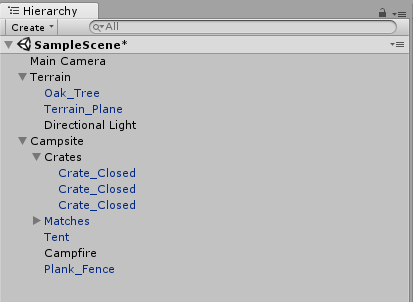 Hierarchy
Create All
SampleScene*
Main Camera
Terrain
Oak_Tree
Terrain_Plane
Directional Light
Campsite
Crates
Crate_Closed
Crate_Closed
Crate_Closed
Matches
Tent
Campfire
Plank_Fence